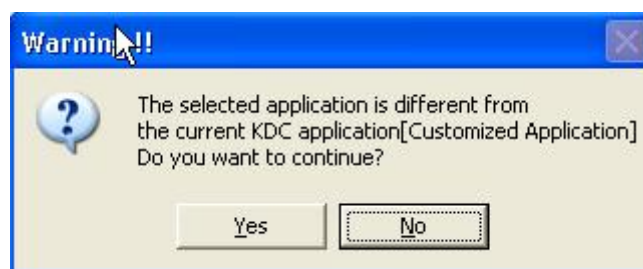 Warning!!
The selected application is different from
the current KDC application[Customized Application]
Do you want to continue?
Yes
No